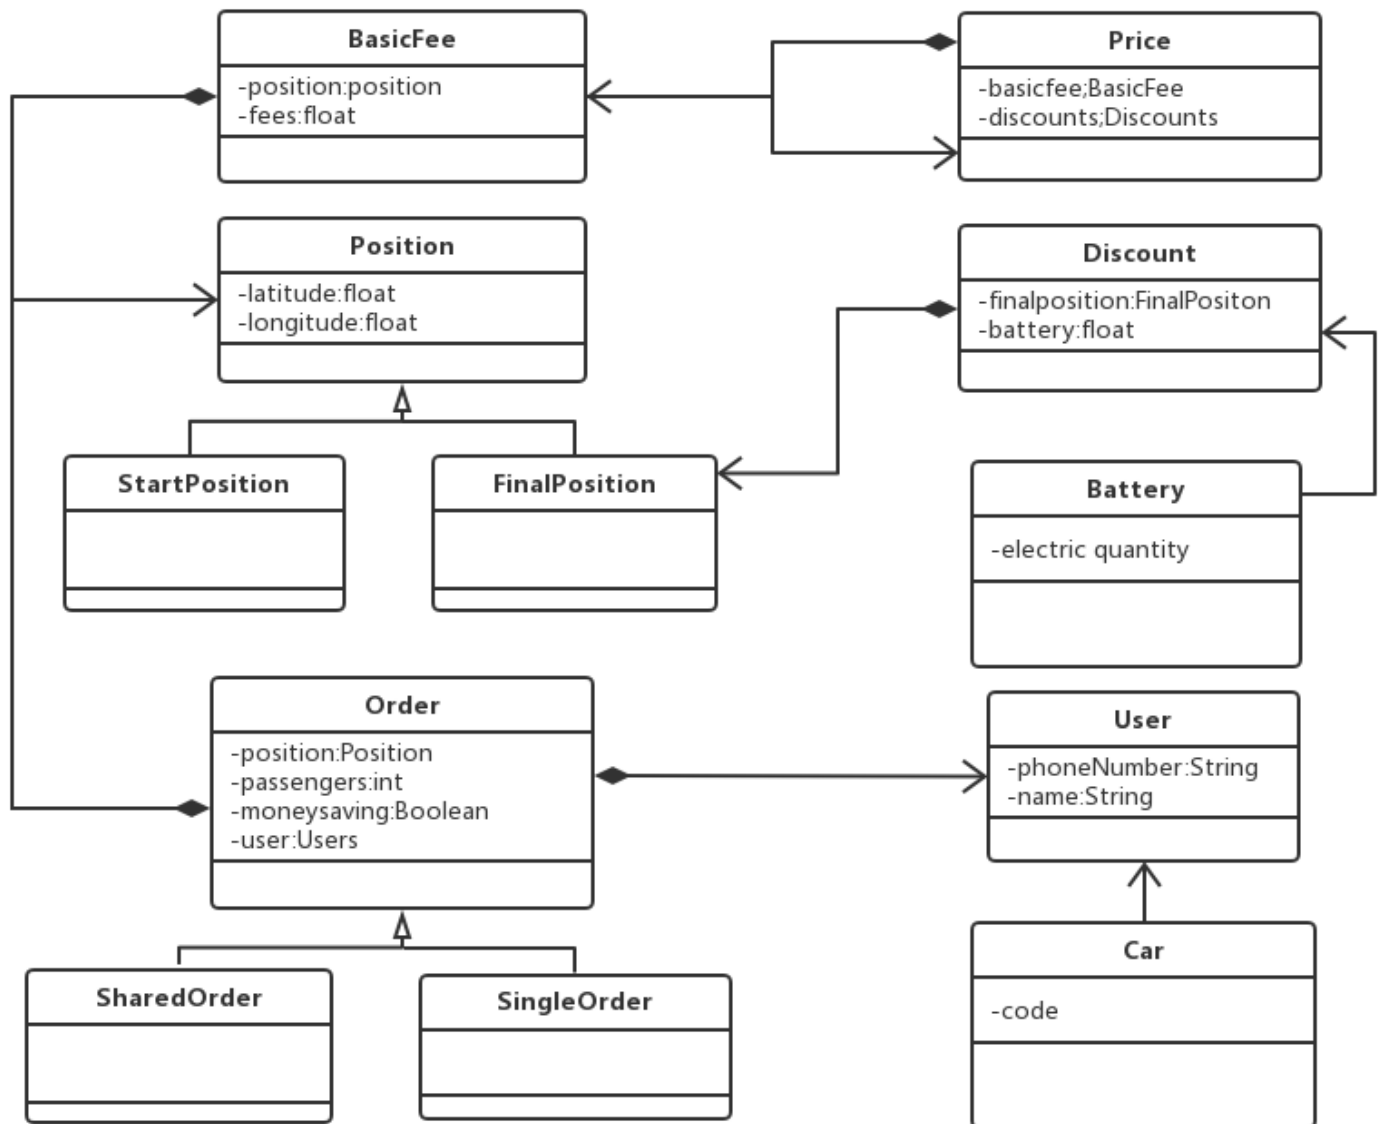 BasicFee
-position:position
-fees:float
Price
-basicfee;BasicFee
-discounts;Discounts
Position
-latitude:float
-longitude:float
Discount
-finalposition:FinalPositon
-battery:float
StartPosition
FinalPosition
Battery
-electric quantity
Order
-position:Position
-passengers:int
-moneysaving:Boolean
-user:Users
User
-phoneNumber:String
-name:String
SharedOrder
SingleOrder
Car
-code